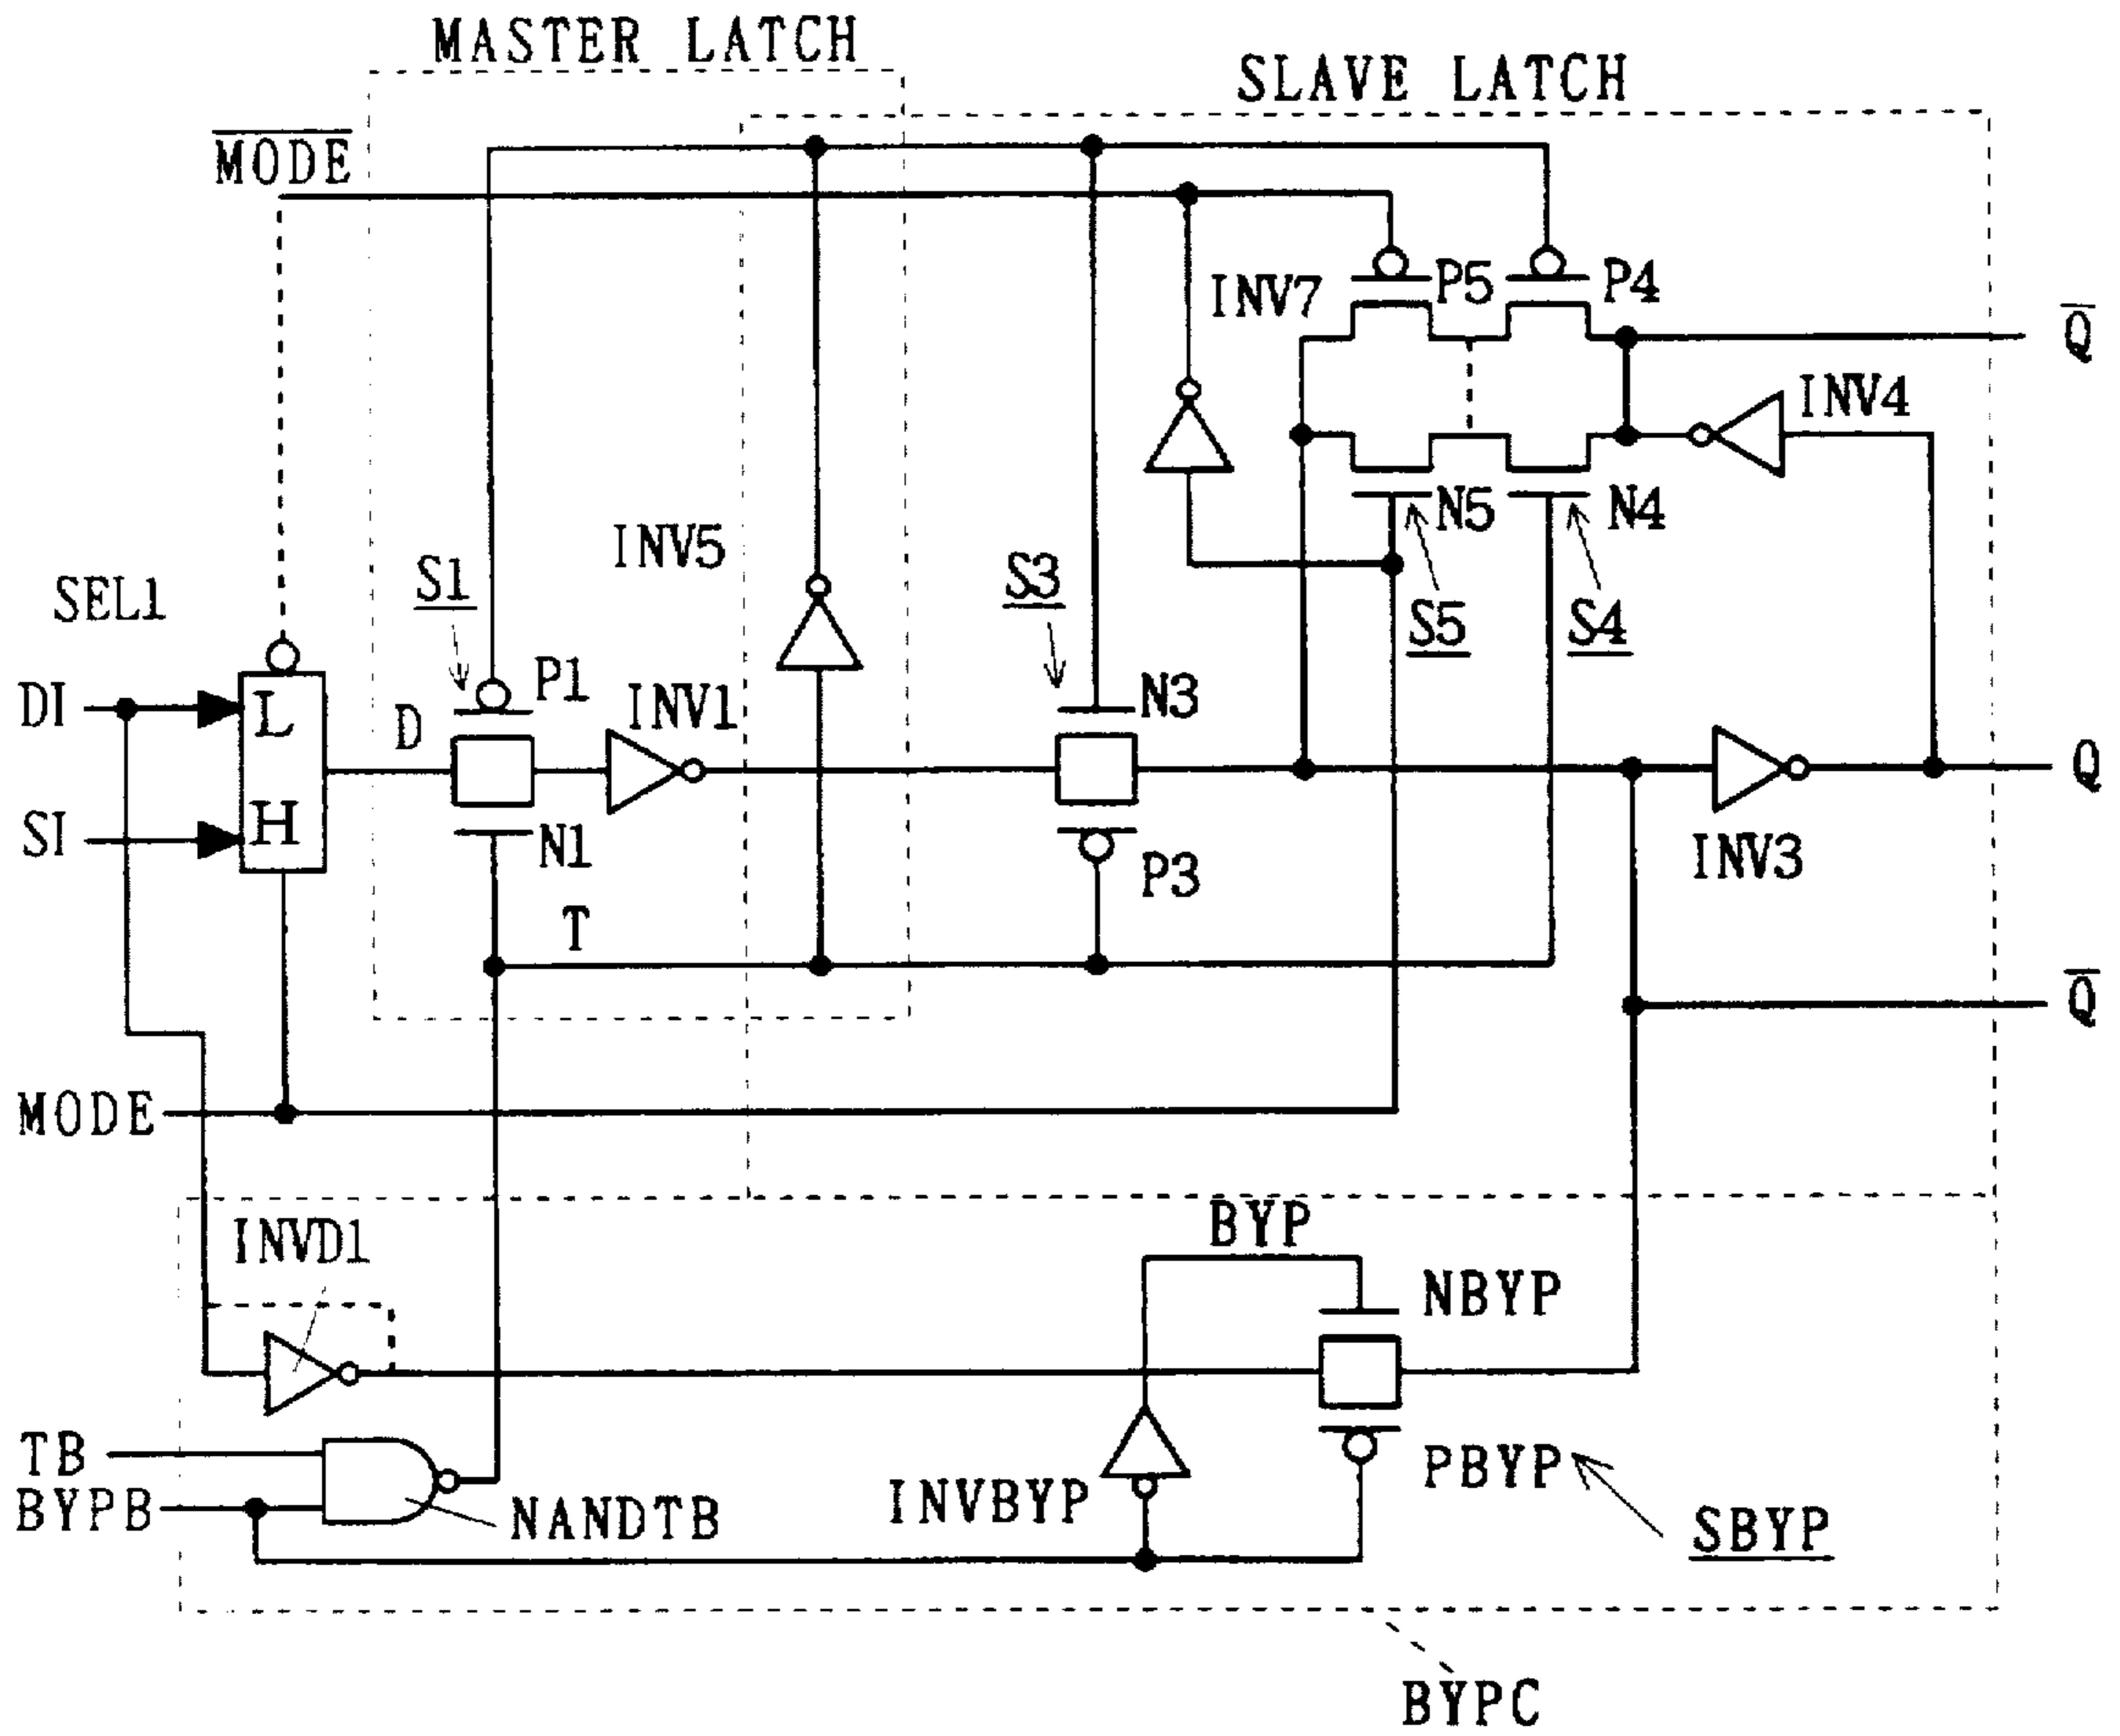 MASTER LATCH
SLAVE LATCH
M̅O̅D̅E̅
INV7
P5
P4
Q̅
INV4
N5
N4
INV5
S1
S3
S5
S4
SEL1
P1
N3
DI
L
D
INV1
Q
SI
H
N1
P3
INV3
T
Q̅
MODE
BYP
INVD1
NBYP
TB
PBYP
BYPB
NANDTB
INVBYP
SBYP
BYPC